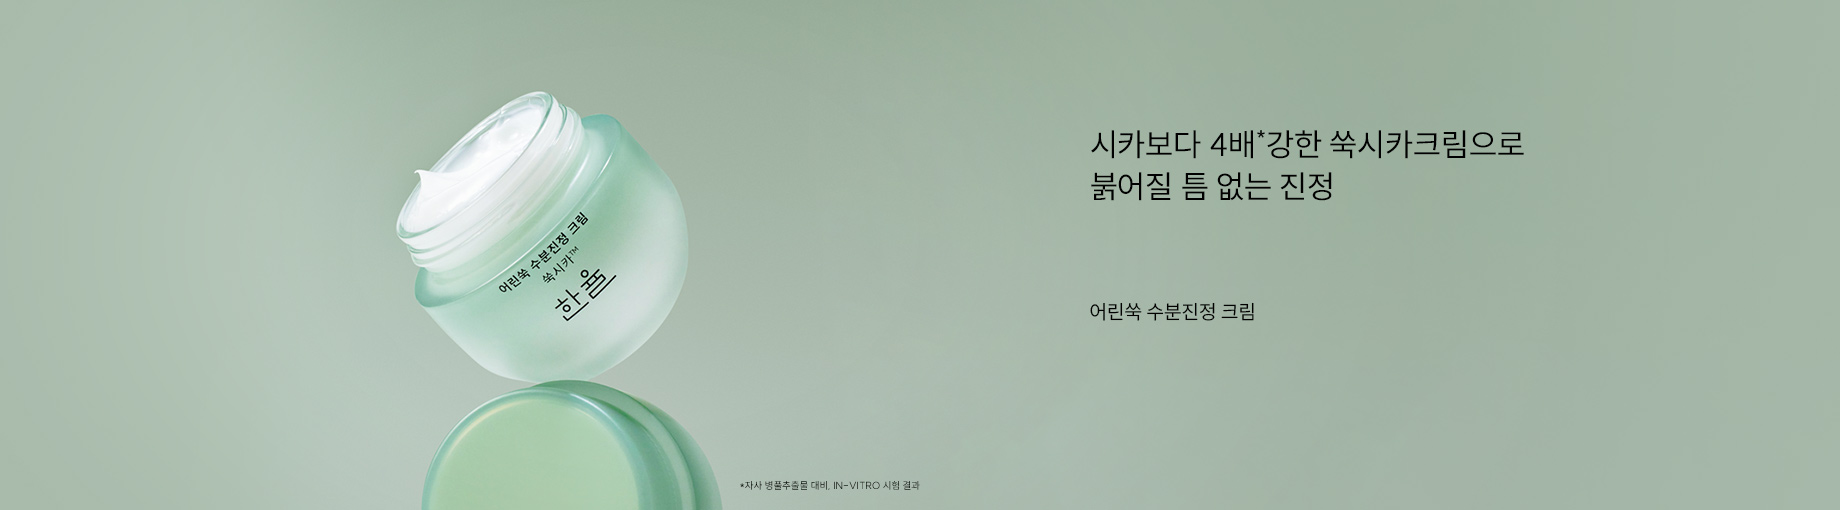 시카보다 4배*강한 쑥시카크림으로
붉어질 틈 없는 진정
어린쑥 수분진정 크림
어린쑥 수분진정 크림
쑥시카™
한율
*자사 병풀추출물 대비, IN-VITRO 시험 결과